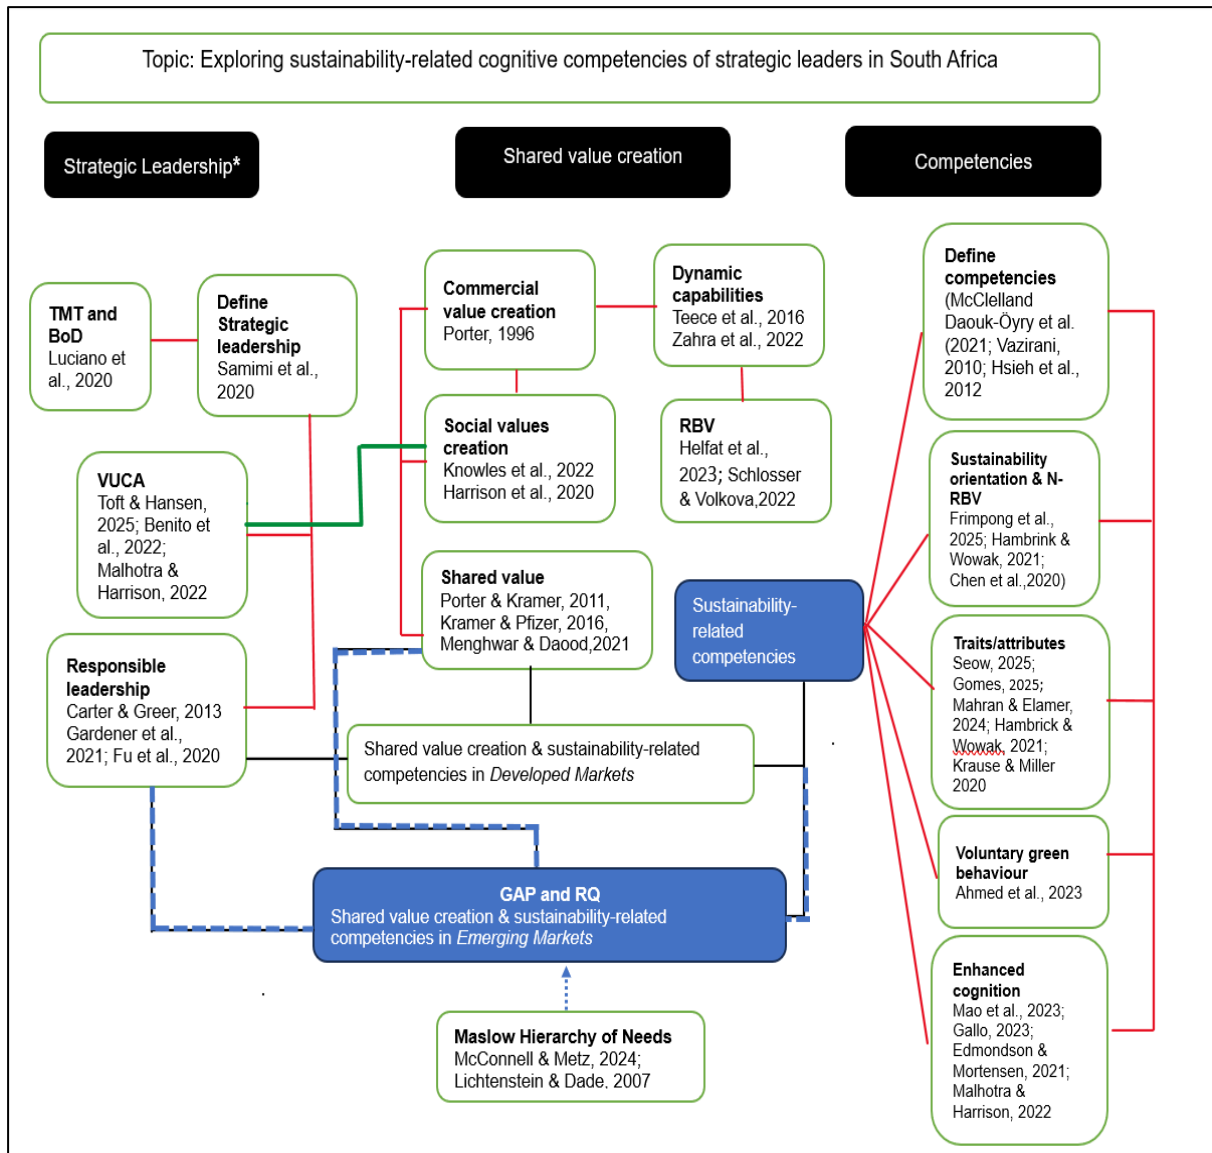 Topic: Exploring sustainability-related cognitive competencies of strategic leaders in South Africa
Strategic Leadership*
Shared value creation
Competencies
TMT and
BoD
Luciano et
al., 2020
Define
Strategic
leadership
Samimi et al.,
2020
VUCA
Toft & Hansen,
2025; Benito et
al., 2022;
Malhotra &
Harrison, 2022
Responsible
leadership
Carter & Greer, 2013
Gardener et al.,
2021; Fu et al., 2020
Commercial
value creation
Porter, 1996
Dynamic
capabilities
Teece et al., 2016
Zahra et al., 2022
Social values
creation
Knowles et al., 2022
Harrison et al., 2020
RBV
Helfat et al.,
2023; Schlosser
& Volkova,2022
Shared value
Porter & Kramer, 2011,
Kramer & Pfizer, 2016,
Menghwar & Daood,2021
Sustainability-
related
competencies
Shared value creation & sustainability-related
competencies in Developed Markets
GAP and RQ
Shared value creation & sustainability-related
competencies in Emerging Markets
Maslow Hierarchy of Needs
McConnell & Metz, 2024;
Lichtenstein & Dade, 2007
Define
competencies
(McClelland
Daouk-Öyry et al.
(2021; Vazirani,
2010; Hsieh et al.,
2012
Sustainability
orientation & N-
RBV
Frimpong et al.,
2025; Hambrink &
Wowak, 2021;
Chen et al.,2020)
Traits/attributes
Seow, 2025;
Gomes, 2025;
Mahran & Elamer,
2024; Hambrick &
Wowak, 2021;
Krause & Miller
2020
Voluntary green
behaviour
Ahmed et al., 2023
Enhanced
cognition
Mao et al., 2023;
Gallo, 2023;
Edmondson &
Mortensen, 2021;
Malhotra &
Harrison, 2022